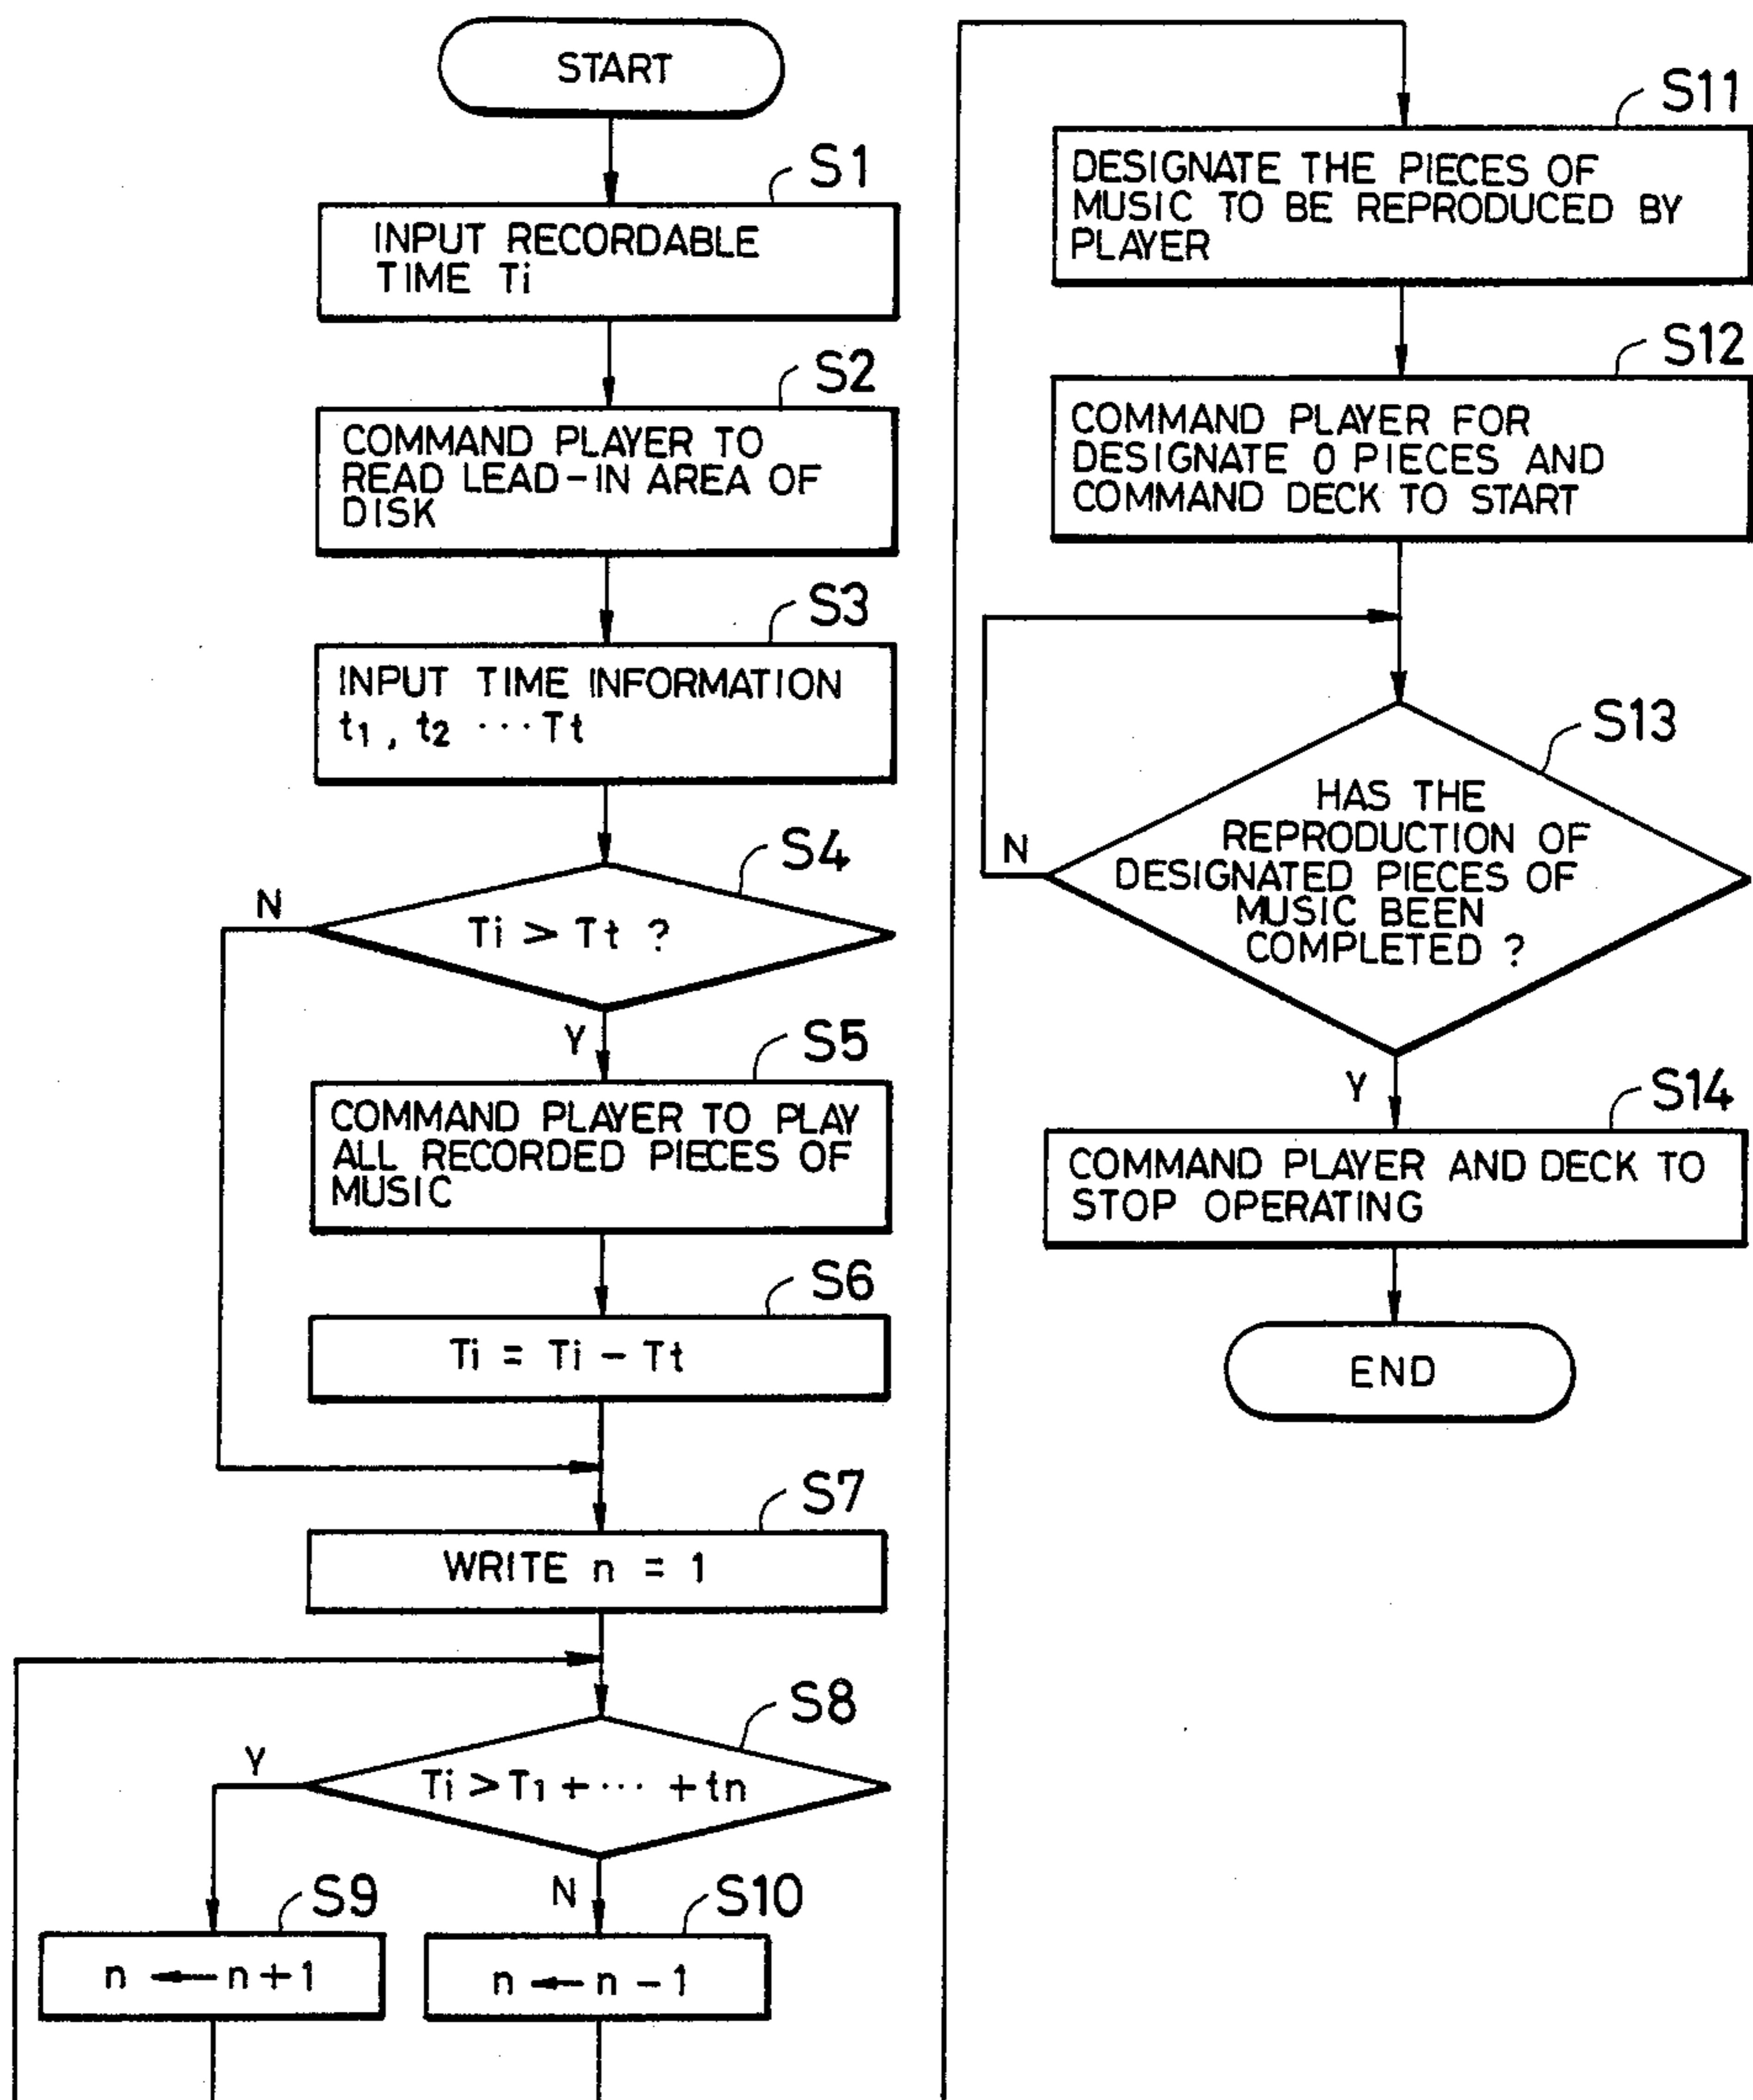 START
S1
INPUT RECORDABLE
TIME Ti
S2
COMMAND PLAYER TO
READ LEAD-IN AREA OF
DISK
S3
INPUT TIME INFORMATION
t1, t2 ··· Tt
S4
N
Ti > Tt ?
Y
S5
COMMAND PLAYER TO PLAY
ALL RECORDED PIECES OF
MUSIC
S6
Ti = Ti - Tt
S7
WRITE n = 1
S8
Y
Ti > T1 + ··· + tn
N
S9
n ← n+1
S10
n ← n - 1
S11
DESIGNATE THE PIECES OF
MUSIC TO BE REPRODUCED BY
PLAYER
S12
COMMAND PLAYER FOR
DESIGNATE 0 PIECES AND
COMMAND DECK TO START
S13
N
HAS THE
REPRODUCTION OF
DESIGNATED PIECES OF
MUSIC BEEN
COMPLETED ?
Y
S14
COMMAND PLAYER AND DECK TO
STOP OPERATING
END